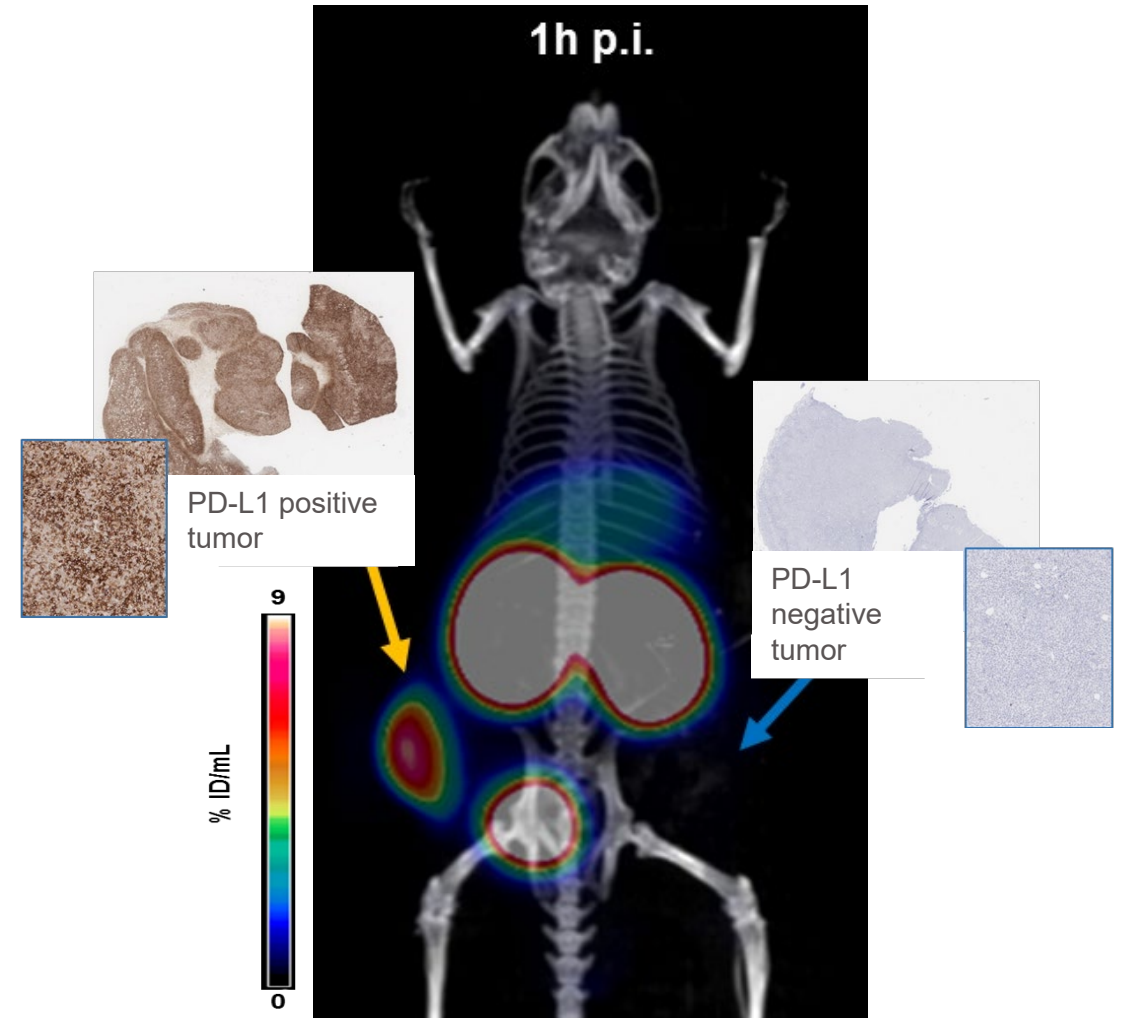 1h p.i.
PD-L1 positive
tumor
PD-L1
negative
tumor
9
% ID/mL
0